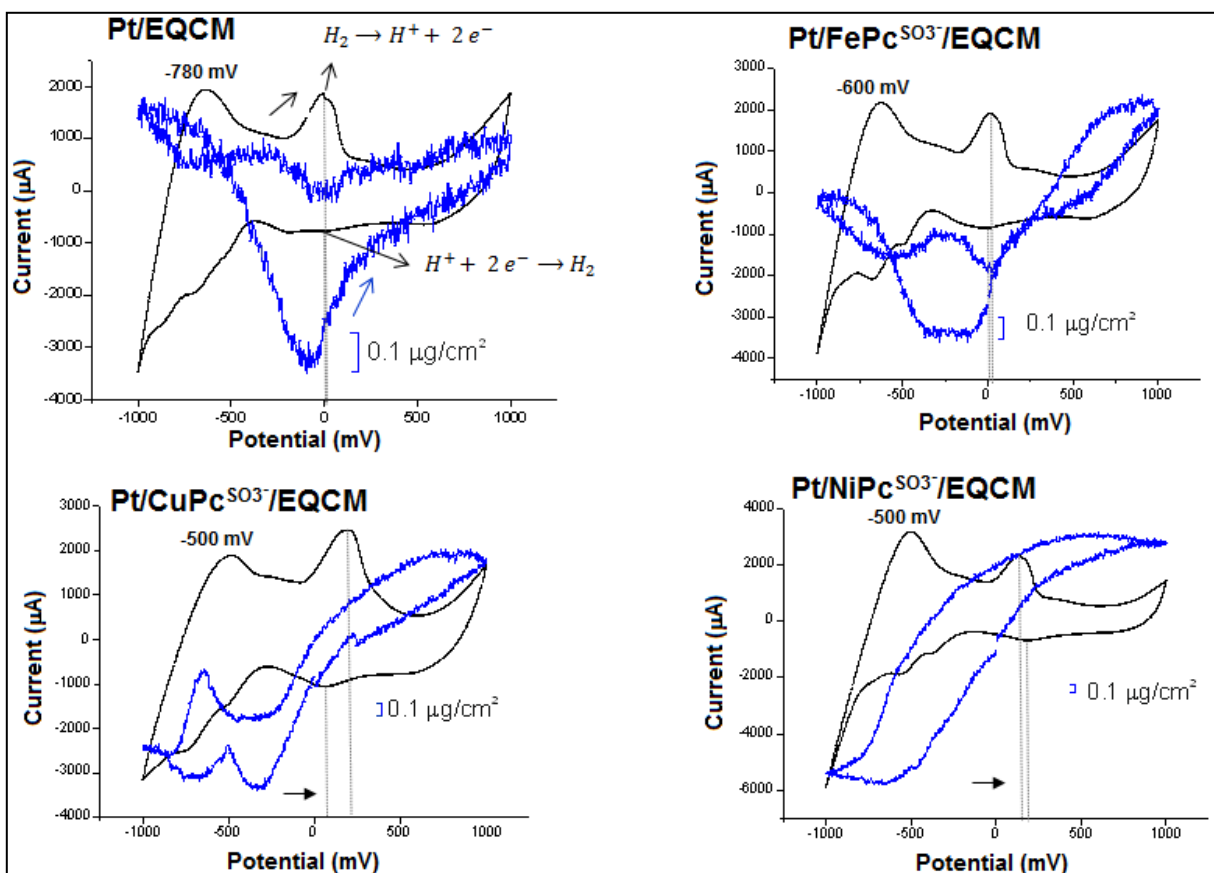 Pt/EQCM
H₂ → H⁺ + 2 e⁻
-780 mV
2000
1000
0
-1000
-2000
-3000
-4000
Current (µA)
H⁺ + 2 e⁻ → H₂
0.1 µg/cm²
-1000
-500
0
500
1000
Potential (mV)
Pt/FePcSO3⁻/EQCM
-600 mV
3000
2000
1000
0
-1000
-2000
-3000
-4000
Current (µA)
0.1 µg/cm²
-1000
-500
0
500
1000
Potential (mV)
Pt/CuPcSO3⁻/EQCM
-500 mV
3000
2000
1000
0
-1000
-2000
-3000
-4000
Current (µA)
0.1 µg/cm²
-1000
-500
0
500
1000
Potential (mV)
Pt/NiPcSO3⁻/EQCM
-500 mV
4000
2000
0
-2000
-4000
-6000
Current (µA)
0.1 µg/cm²
-1000
-500
0
500
1000
Potential (mV)